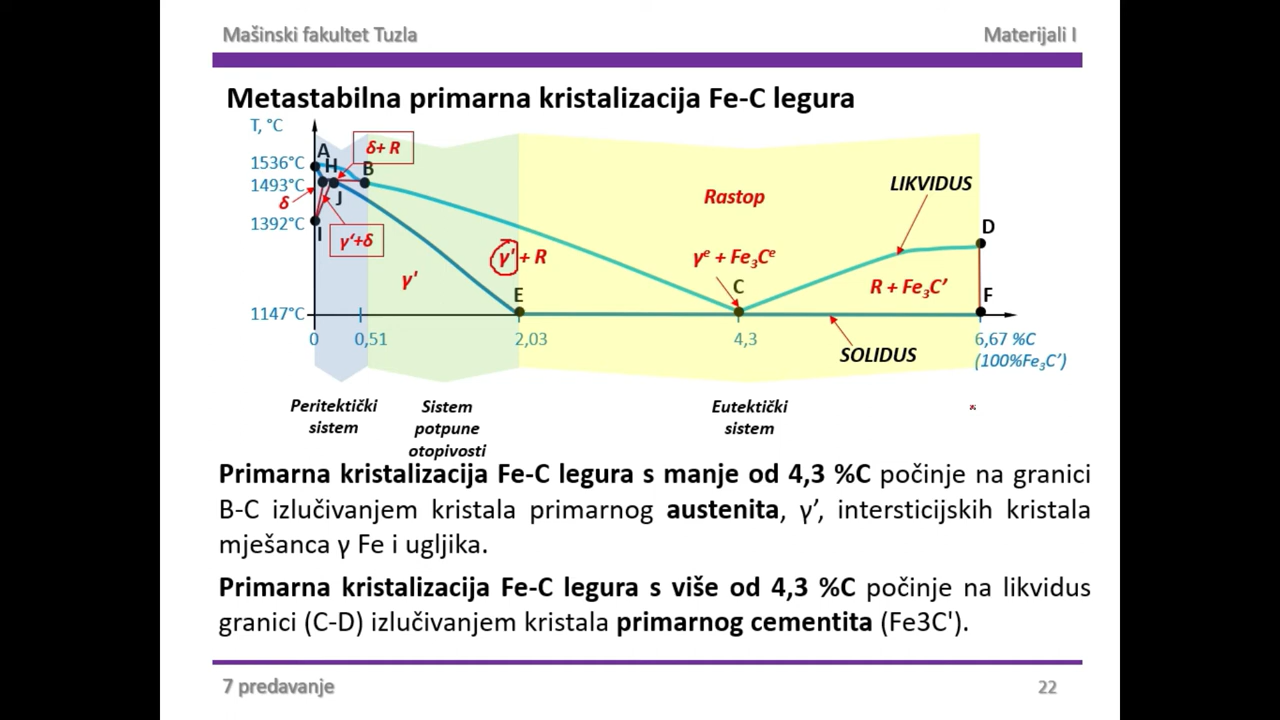 Mašinski fakultet Tuzla
Materijali I
Metastabilna primarna kristalizacija Fe-C legura
T, °C
1536°C
1493°C
1392°C
1147°C
A
H
B
J
I
δ+ R
δ
γ'+δ
γ'
γ' + R
E
Rastop
γᵉ + Fe₃Cᵉ
C
LIKVIDUS
D
R + Fe₃C’
F
SOLIDUS
0
0,51
2,03
4,3
6,67 %C
(100%Fe₃C’)
Peritektički
sistem
Sistem
potpune
otopivosti
Eutektički
sistem
Primarna kristalizacija Fe-C legura s manje od 4,3 %C počinje na granici
B-C izlučivanjem kristala primarnog austenita, γ’, intersticijskih kristala
mješanca γ Fe i ugljika.
Primarna kristalizacija Fe-C legura s više od 4,3 %C počinje na likvidus
granici (C-D) izlučivanjem kristala primarnog cementita (Fe3C').
7 predavanje
22